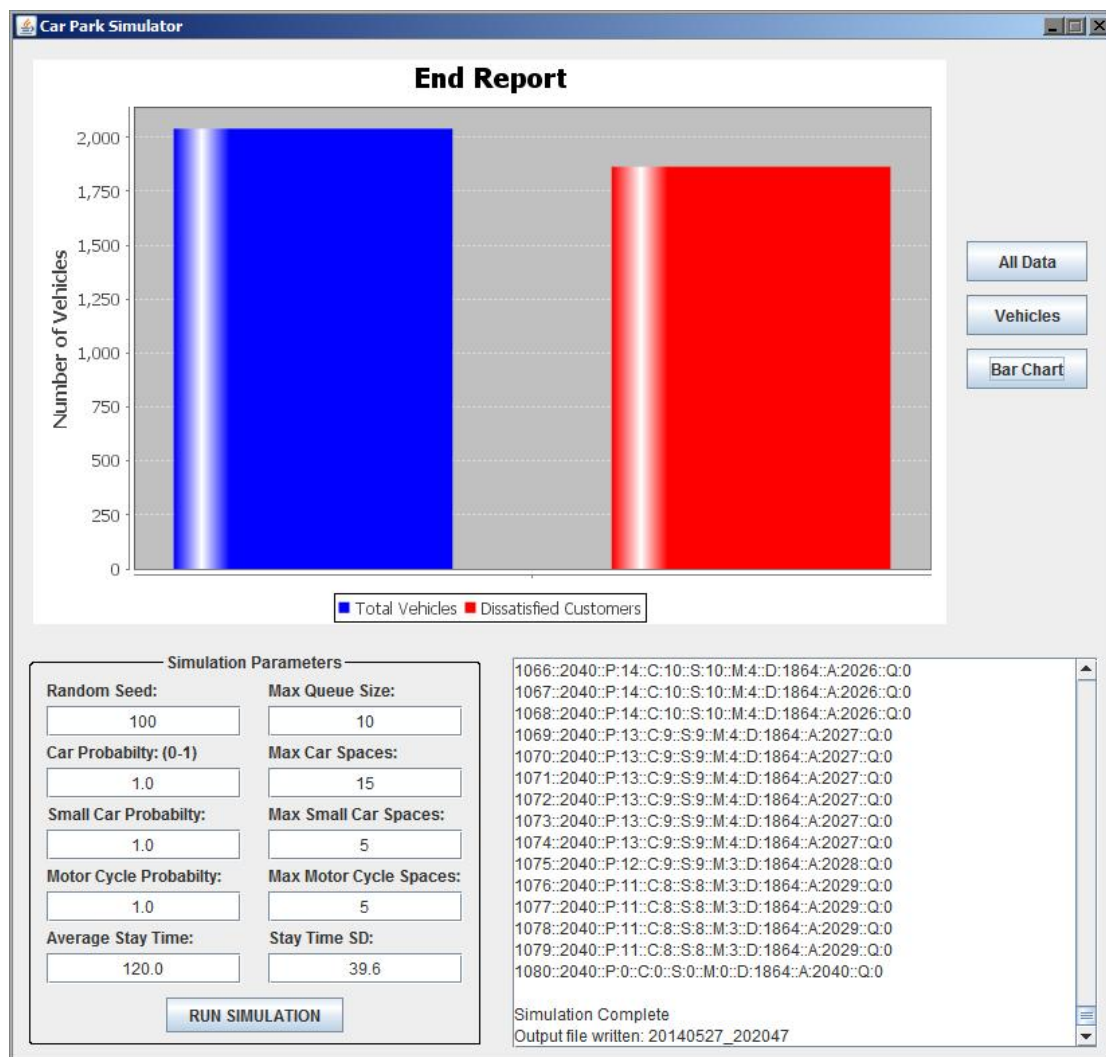 Car Park Simulator
End Report
Number of Vehicles
2,000
1,750
1,500
1,250
1,000
750
500
250
0
Total Vehicles Dissatisfied Customers
All Data
Vehicles
Bar Chart
Simulation Parameters
Random Seed: Max Queue Size:
100 10
Car Probabilty: (0-1) Max Car Spaces:
1.0 15
Small Car Probabilty: Max Small Car Spaces:
1.0 5
Motor Cycle Probabilty: Max Motor Cycle Spaces:
1.0 5
Average Stay Time: Stay Time SD:
120.0 39.6
RUN SIMULATION
1066::2040::P:14::C:10::S:10::M:4::D:1864::A:2026::Q:0
1067::2040::P:14::C:10::S:10::M:4::D:1864::A:2026::Q:0
1068::2040::P:14::C:10::S:10::M:4::D:1864::A:2026::Q:0
1069::2040::P:13::C:9::S:9::M:4::D:1864::A:2027::Q:0
1070::2040::P:13::C:9::S:9::M:4::D:1864::A:2027::Q:0
1071::2040::P:13::C:9::S:9::M:4::D:1864::A:2027::Q:0
1072::2040::P:13::C:9::S:9::M:4::D:1864::A:2027::Q:0
1073::2040::P:13::C:9::S:9::M:4::D:1864::A:2027::Q:0
1074::2040::P:13::C:9::S:9::M:4::D:1864::A:2027::Q:0
1075::2040::P:12::C:9::S:9::M:3::D:1864::A:2028::Q:0
1076::2040::P:11::C:8::S:8::M:3::D:1864::A:2029::Q:0
1077::2040::P:11::C:8::S:8::M:3::D:1864::A:2029::Q:0
1078::2040::P:11::C:8::S:8::M:3::D:1864::A:2029::Q:0
1079::2040::P:11::C:8::S:8::M:3::D:1864::A:2029::Q:0
1080::2040::P:0::C:0::S:0::M:0::D:1864::A:2040::Q:0
Simulation Complete
Output file written: 20140527_202047